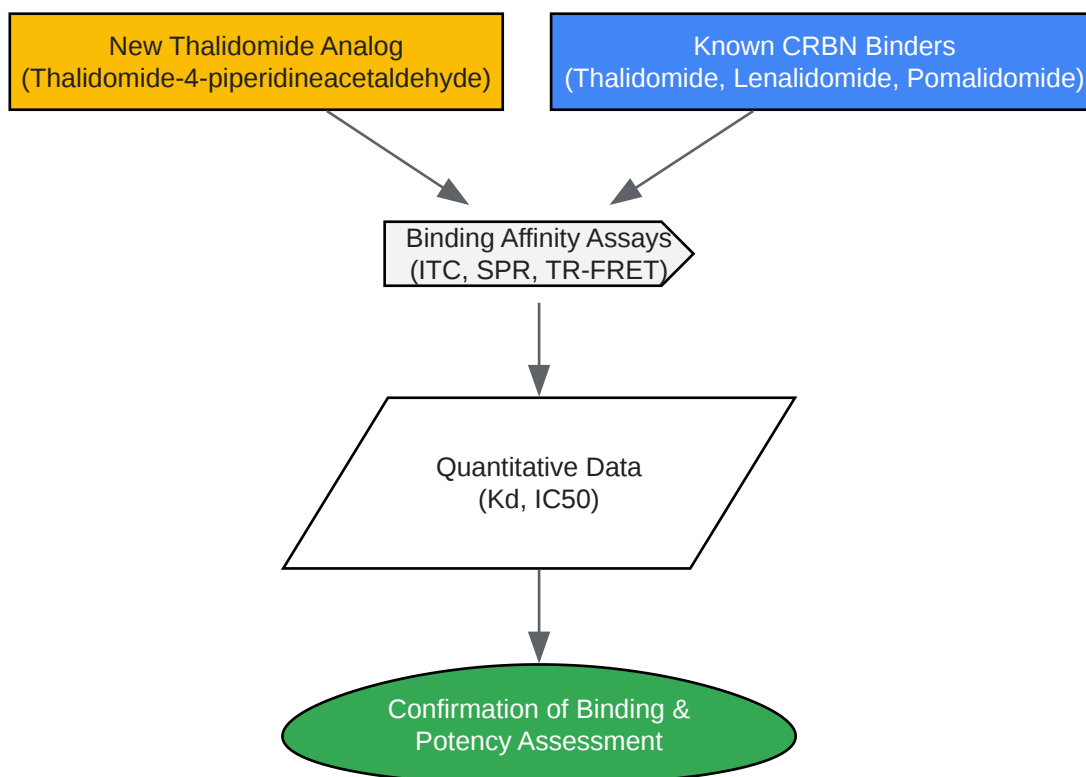 New Thalidomide Analog
(Thalidomide-4-piperidineacetaldehyde)
Known CRBN Binders
(Thalidomide, Lenalidomide, Pomalidomide)
Binding Affinity Assays
(ITC, SPR, TR-FRET)
Quantitative Data
(Kd, IC50)
Confirmation of Binding &
Potency Assessment